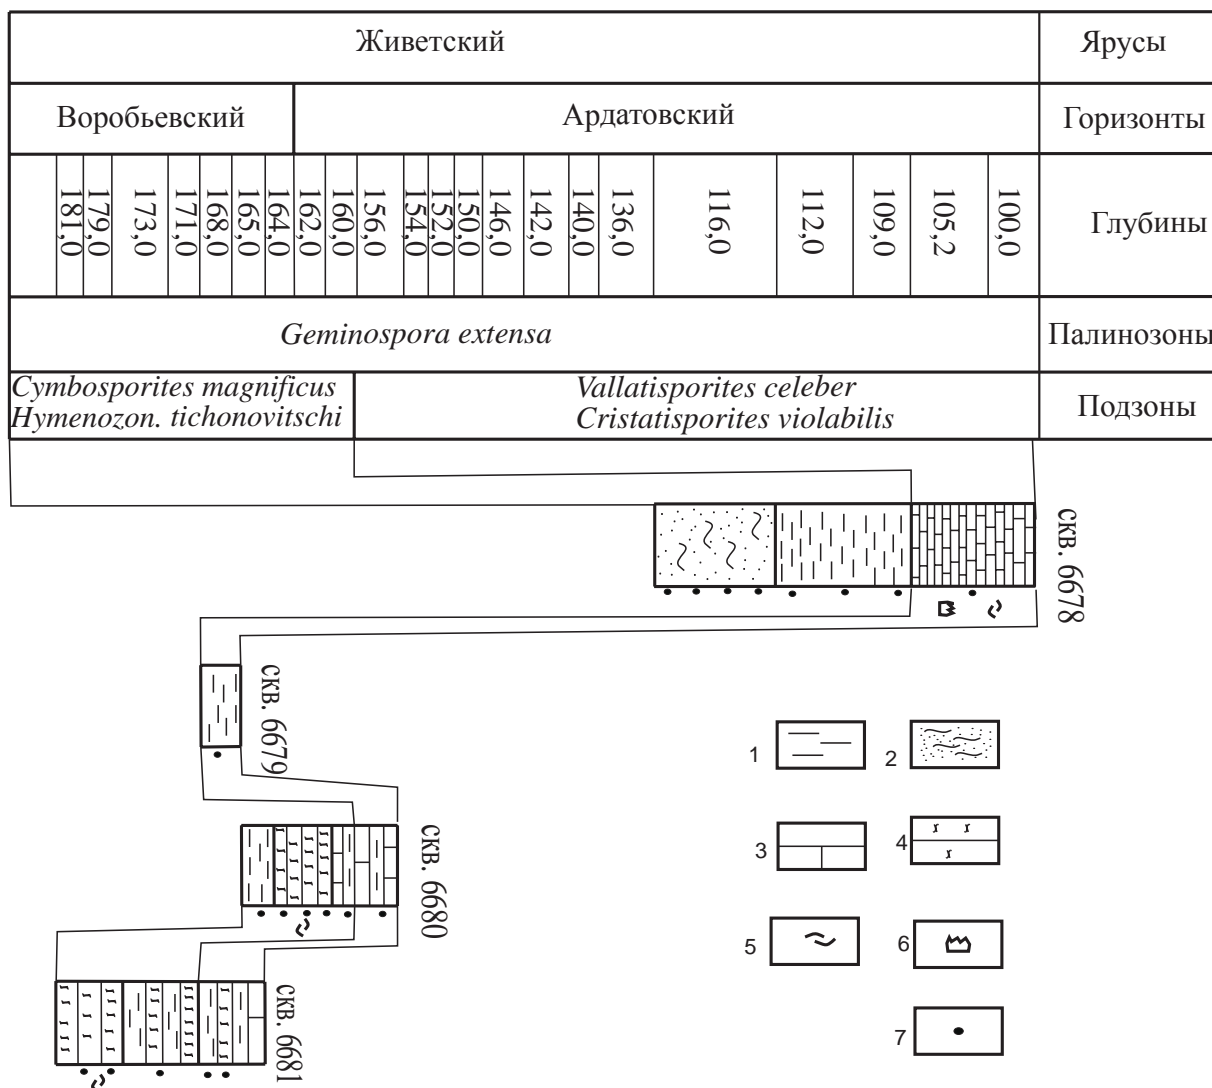 Живетский
Ярусы
Воробьевский
Ардатовский
Горизонты
181,0
179,0
173,0
171,0
168,0
165,0
164,0
162,0
160,0
156,0
154,0
152,0
150,0
146,0
142,0
140,0
136,0
116,0
112,0
109,0
105,2
100,0
Глубины
Geminospora extensa
Палинозоны
Cymbosporites magnificus
Hymenozon. tichonovitschi
Vallatisporites celeber
Cristatisporites violabilis
Подзоны
скв. 6678
скв. 6679
скв. 6680
скв. 6681
1
2
3
4
5
6
7